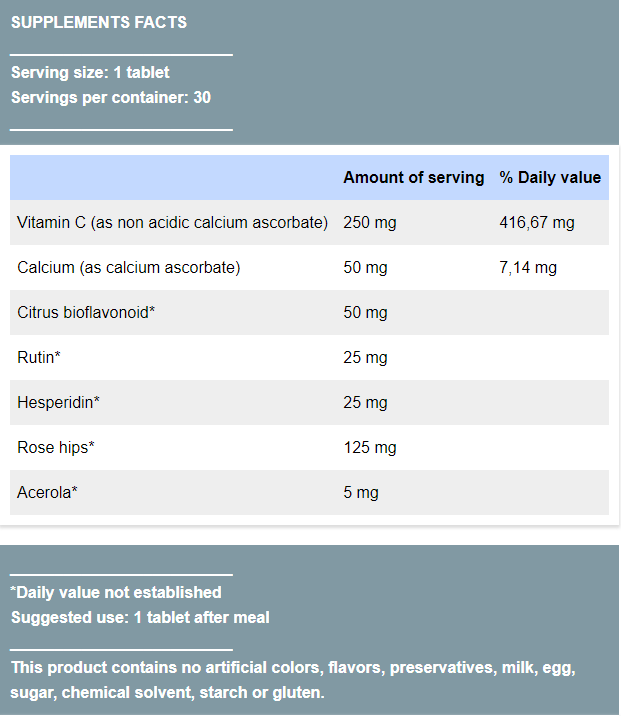 SUPPLEMENTS FACTS
Serving size: 1 tablet
Servings per container: 30
Amount of serving % Daily value
Vitamin C (as non acidic calcium ascorbate) 250 mg 416,67 mg
Calcium (as calcium ascorbate) 50 mg 7,14 mg
Citrus bioflavonoid* 50 mg
Rutin* 25 mg
Hesperidin* 25 mg
Rose hips* 125 mg
Acerola* 5 mg
*Daily value not established
Suggested use: 1 tablet after meal
This product contains no artificial colors, flavors, preservatives, milk, egg,
sugar, chemical solvent, starch or gluten.